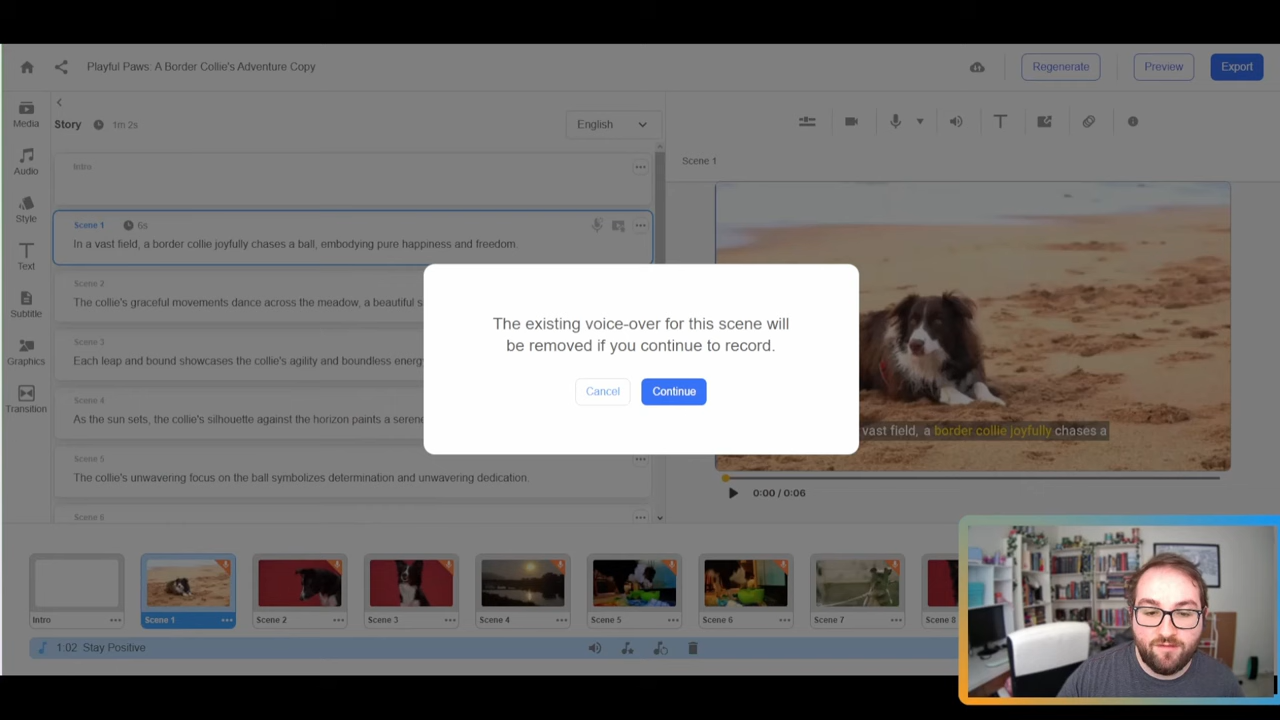 Playful Paws: A Border Collie's Adventure Copy
Regenerate
Preview
Export
Media
Audio
Style
Text
Subtitle
Graphics
Transition
Story
1m 2s
English
Intro
Scene 1
6s
In a vast field, a border collie joyfully chases a ball, embodying pure happiness and freedom.
Scene 2
The collie's graceful movements dance across the meadow, a beautiful s
Scene 3
Each leap and bound showcases the collie's agility and boundless energ
Scene 4
As the sun sets, the collie's silhouette against the horizon paints a serene
Scene 5
The collie's unwavering focus on the ball symbolizes determination and unwavering dedication.
Scene 6
The existing voice-over for this scene will
be removed if you continue to record.
Cancel
Continue
Scene 1
vast field, a border collie joyfully chases a
0:00 / 0:06
Intro
Scene 1
Scene 2
Scene 3
Scene 4
Scene 5
Scene 6
Scene 7
Scene 8
1:02 Stay Positive